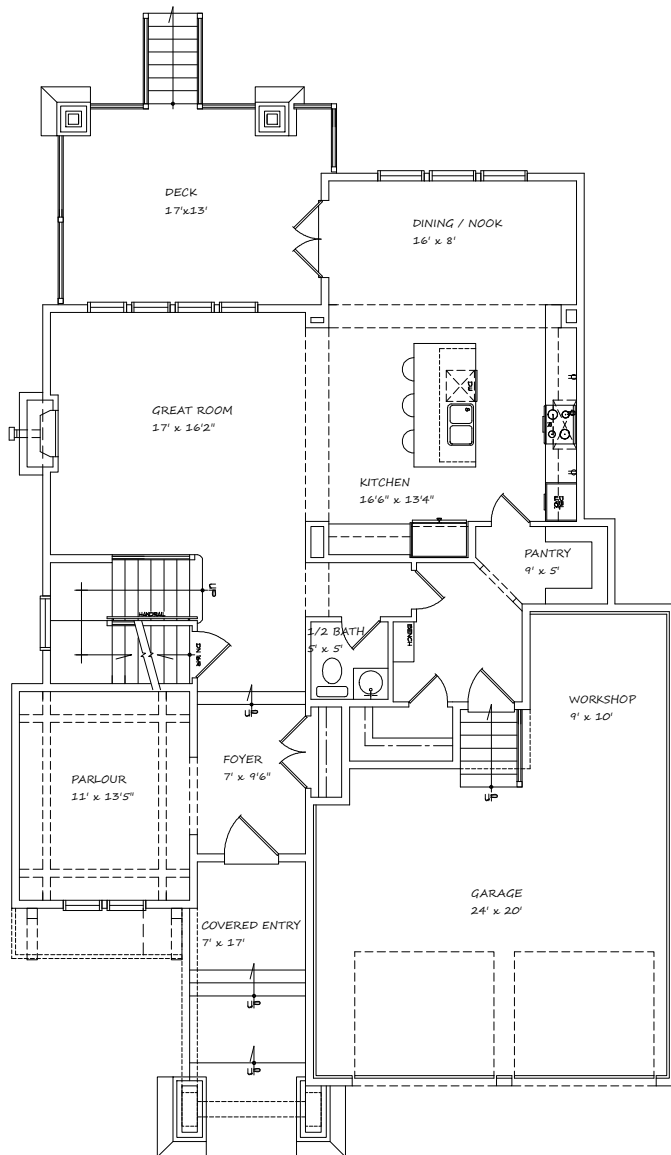 DECK
17'x13'
DINING / NOOK
16' x 8'
GREAT ROOM
17' x 16'2"
DW
KITCHEN
16'6" x 13'4"
PANTRY
9' x 5'
UP
HANDRAIL
1/2 BATH
5' x 5'
BENCH
UP
WORKSHOP
9' x 10'
FOYER
7' x 9'6"
PARLOUR
11' x 13'5"
UP
GARAGE
24' x 20'
COVERED ENTRY
7' x 17'
UP
UP